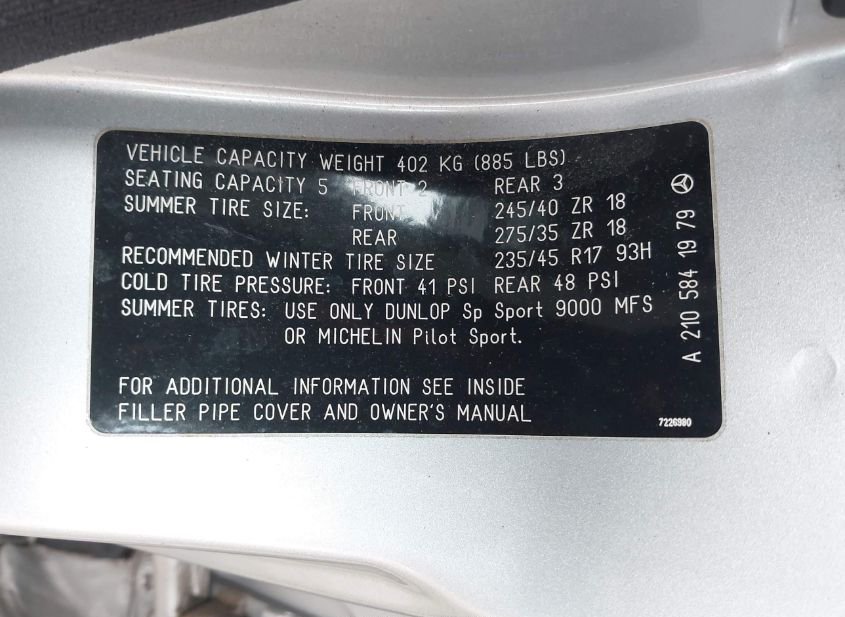 VEHICLE CAPACITY WEIGHT 402 KG (885 LBS)
SEATING CAPACITY 5 FRONT 2 REAR 3
SUMMER TIRE SIZE: FRONT 245/40 ZR 18
REAR 275/35 ZR 18
RECOMMENDED WINTER TIRE SIZE 235/45 R17 93H
COLD TIRE PRESSURE: FRONT 41 PSI REAR 48 PSI
SUMMER TIRES: USE ONLY DUNLOP Sp Sport 9000 MFS
OR MICHELIN Pilot Sport.
FOR ADDITIONAL INFORMATION SEE INSIDE
FILLER PIPE COVER AND OWNER'S MANUAL
7226980
A 210 584 19 79